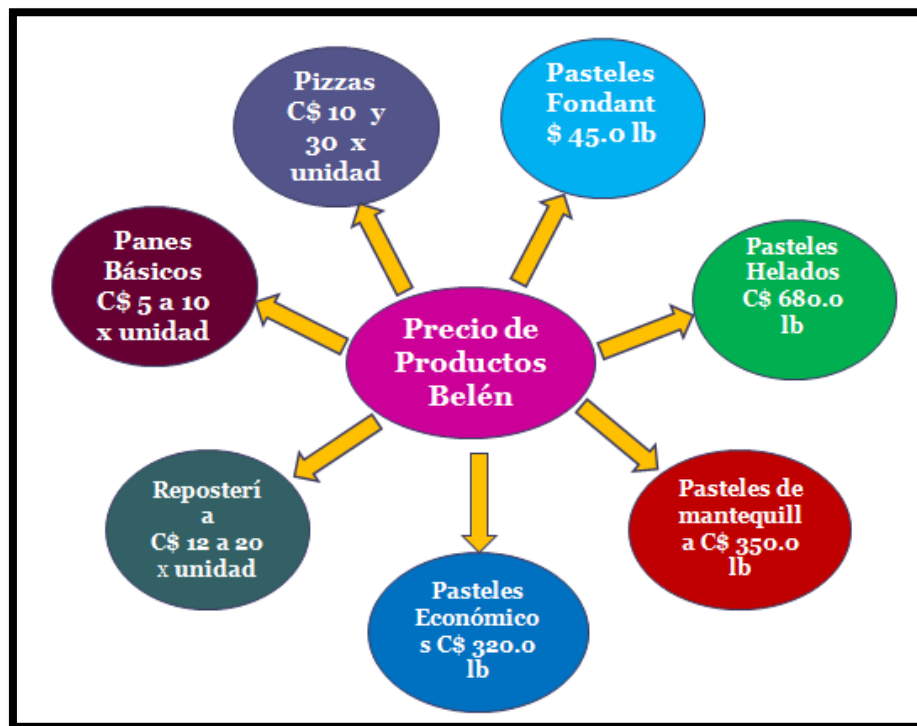 Pizzas
C$ 10 y
30 x
unidad
Pasteles
Fondant
$ 45.0 lb
Panes
Básicos
C$ 5 a 10
x unidad
Pasteles
Helados
C$ 680.0
lb
Precio de
Productos
Belén
Reposterí
a
C$ 12 a 20
x unidad
Pasteles de
mantequill
a C$ 350.0
lb
Pasteles
Económico
s C$ 320.0
lb